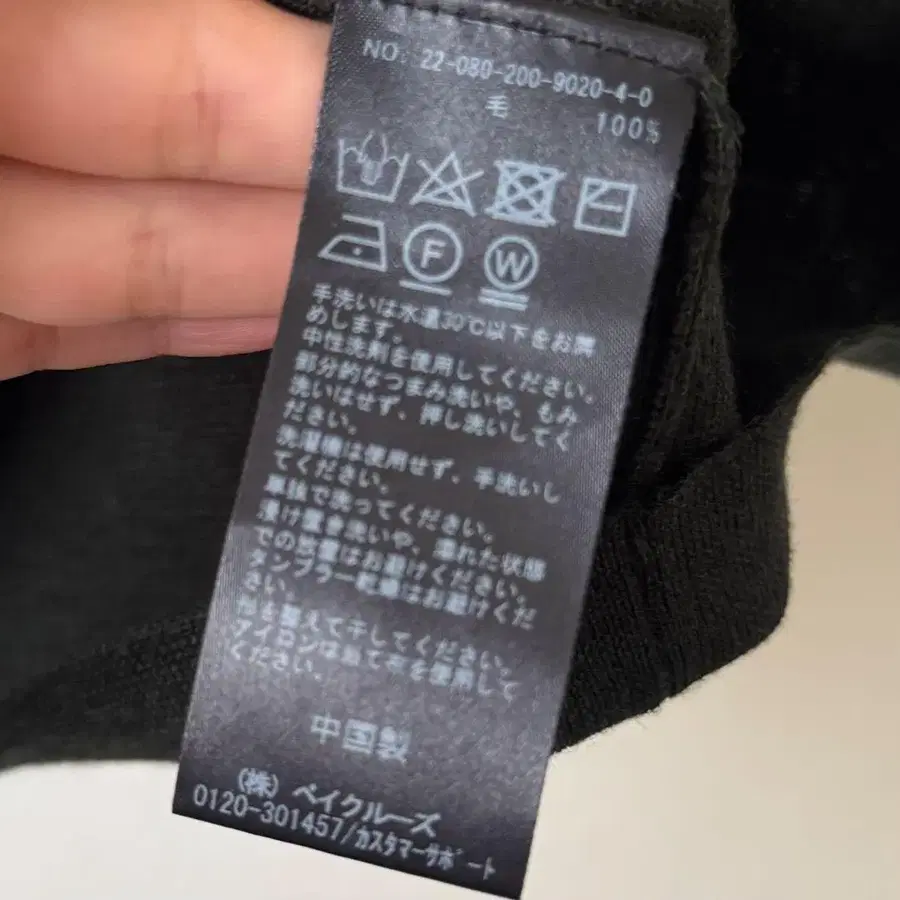 NO: 22-080-200-9020-4-0
毛 100%
F W
手洗いは水温30℃以下をお薦
めします。
中性洗剤を使用してください。
部分的なつまみ洗いや、もみ
洗いはせず、押し洗いしてく
ださい。
洗濯機は使用せず、手洗いし
てください。
単独で洗ってください。
浸け置き洗いや、濡れた状態
での放置はお避けください。
タンブラー乾燥はお避けくだ
さい。
形を整えて干してください。
アイロンは当て布を使用して
ください。
中国製
(株) ベイクルーズ
0120-301457/カスタマーサポート